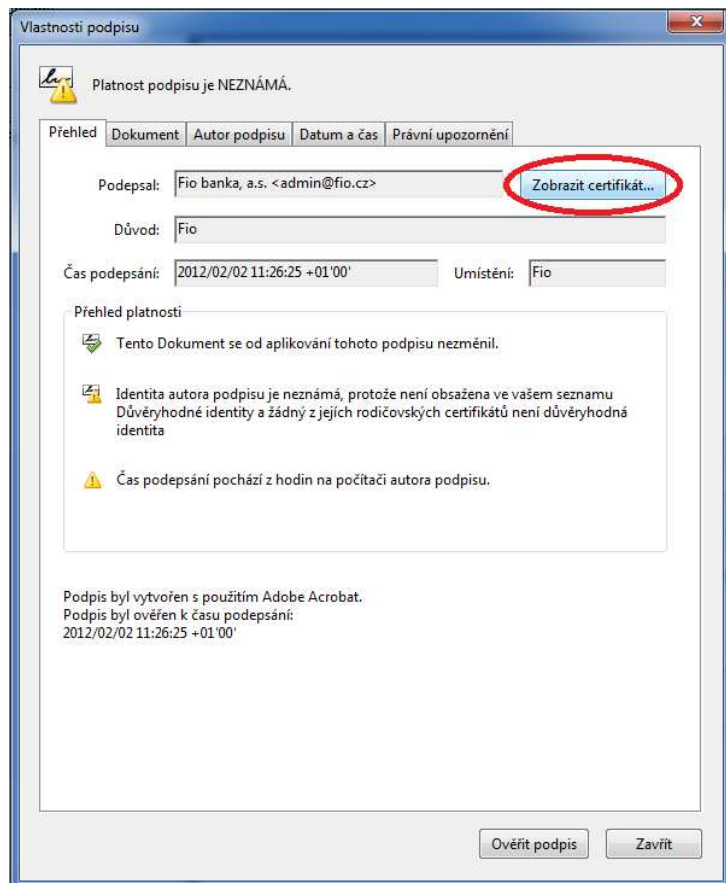 Vlastnosti podpisu
Platnost podpisu je NEZNÁMÁ.
Přehled Dokument Autor podpisu Datum a čas Právní upozornění
Podepsal: Fio banka, a.s. <admin@fio.cz> Zobrazit certifikát...
Důvod: Fio
Čas podepsání: 2012/02/02 11:26:25 +01'00' Umístění: Fio
Přehled platnosti
Tento Dokument se od aplikování tohoto podpisu nezměnil.
Identita autora podpisu je neznámá, protože není obsažena ve vašem seznamu
Důvěryhodné identity a žádný z jejích rodičovských certifikátů není důvěryhodná
identita
Čas podepsání pochází z hodin na počítači autora podpisu.
Podpis byl vytvořen s použitím Adobe Acrobat.
Podpis byl ověřen k času podepsání:
2012/02/02 11:26:25 +01'00'
Ověřit podpis Zavřít